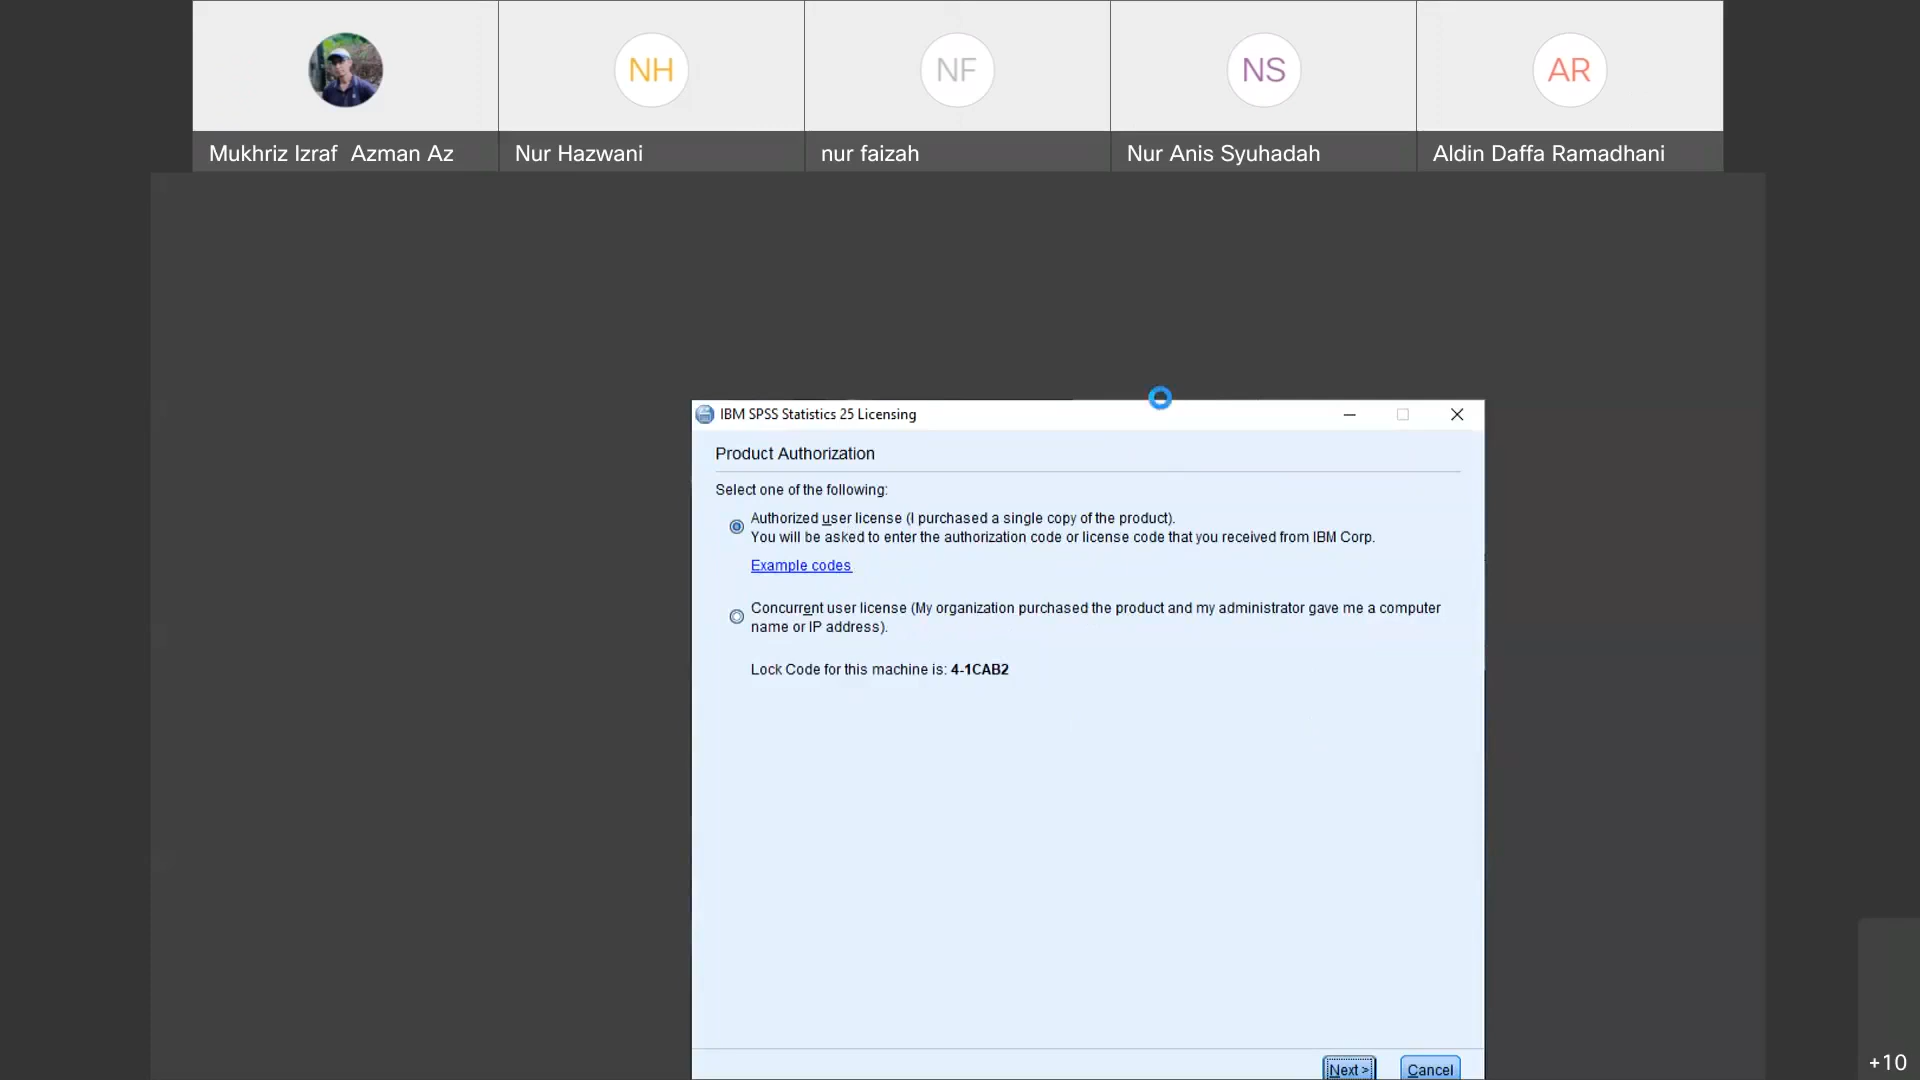 NH
NF
NS
AR
Mukhriz Izraf Azman Az
Nur Hazwani
nur faizah
Nur Anis Syuhadah
Aldin Daffa Ramadhani
IBM SPSS Statistics 25 Licensing
Product Authorization
Select one of the following:
Authorized user license (I purchased a single copy of the product).
You will be asked to enter the authorization code or license code that you received from IBM Corp.
Example codes
Concurrent user license (My organization purchased the product and my administrator gave me a computer
name or IP address).
Lock Code for this machine is: 4-1CAB2
Next >
Cancel
+10